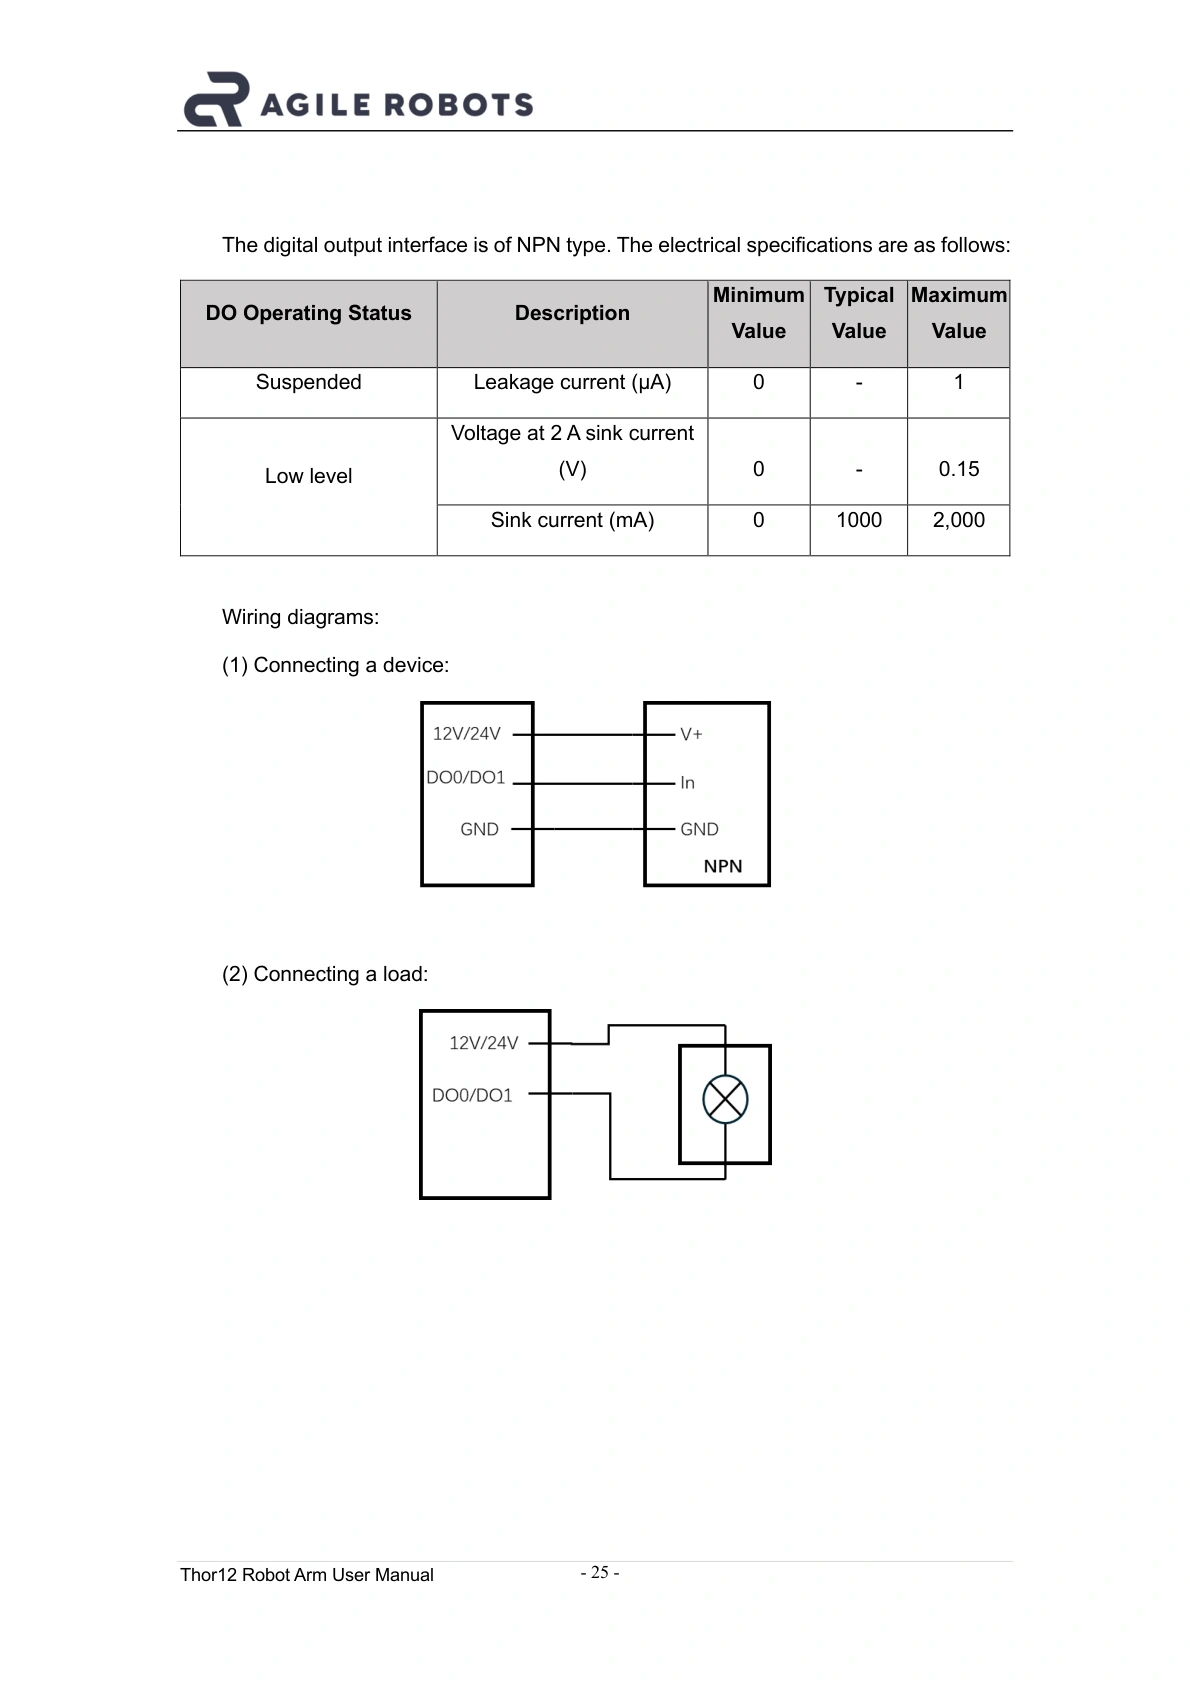 AGILE ROBOTS
The digital output interface is of NPN type. The electrical specifications are as follows:
DO Operating Status Description Minimum Value Typical Value Maximum Value
Suspended Leakage current (μA) 0 - 1
Low level Voltage at 2 A sink current (V) 0 - 0.15
Sink current (mA) 0 1000 2,000
Wiring diagrams:
(1) Connecting a device:
12V/24V V+
DO0/DO1 In
GND GND
NPN
(2) Connecting a load:
12V/24V
DO0/DO1
Thor12 Robot Arm User Manual - 25 -